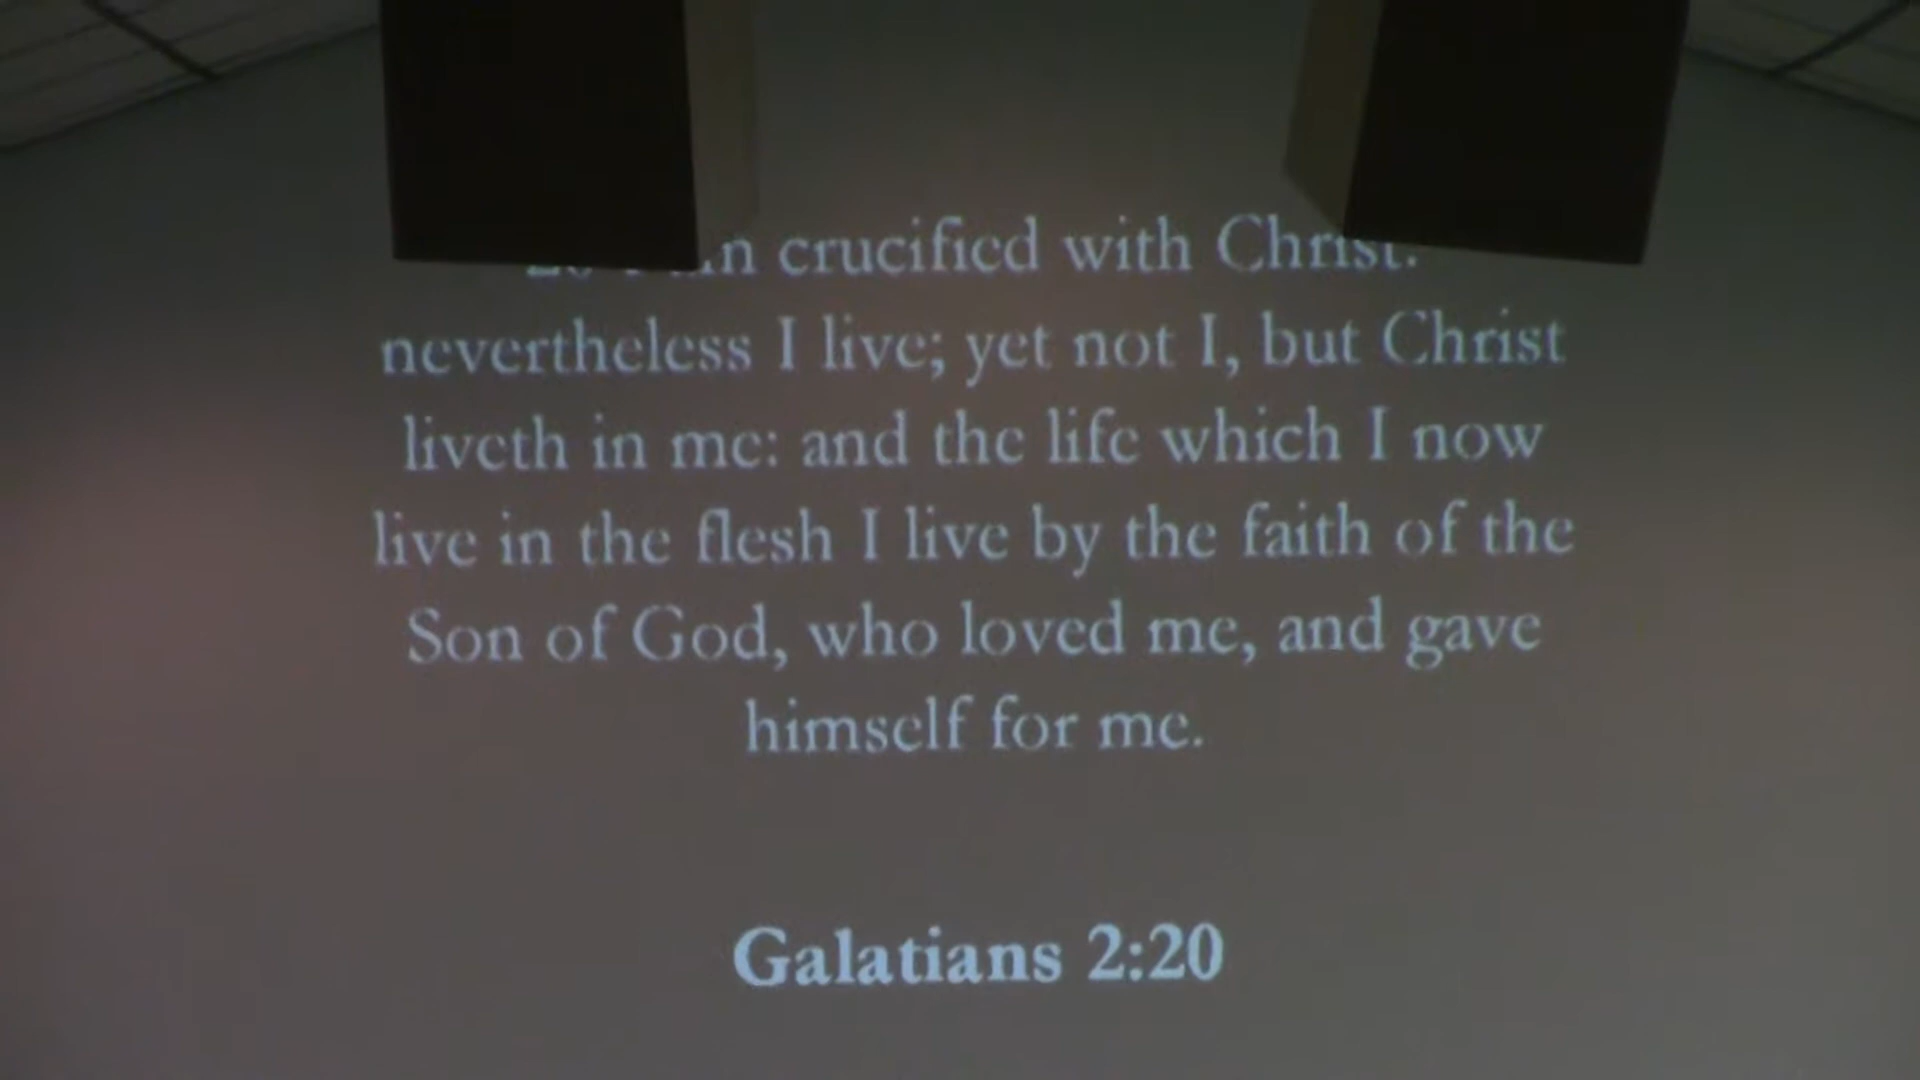 crucified with Christ:
nevertheless I live; yet not I, but Christ
liveth in me: and the life which I now
live in the flesh I live by the faith of the
Son of God, who loved me, and gave
himself for me.
Galatians 2:20